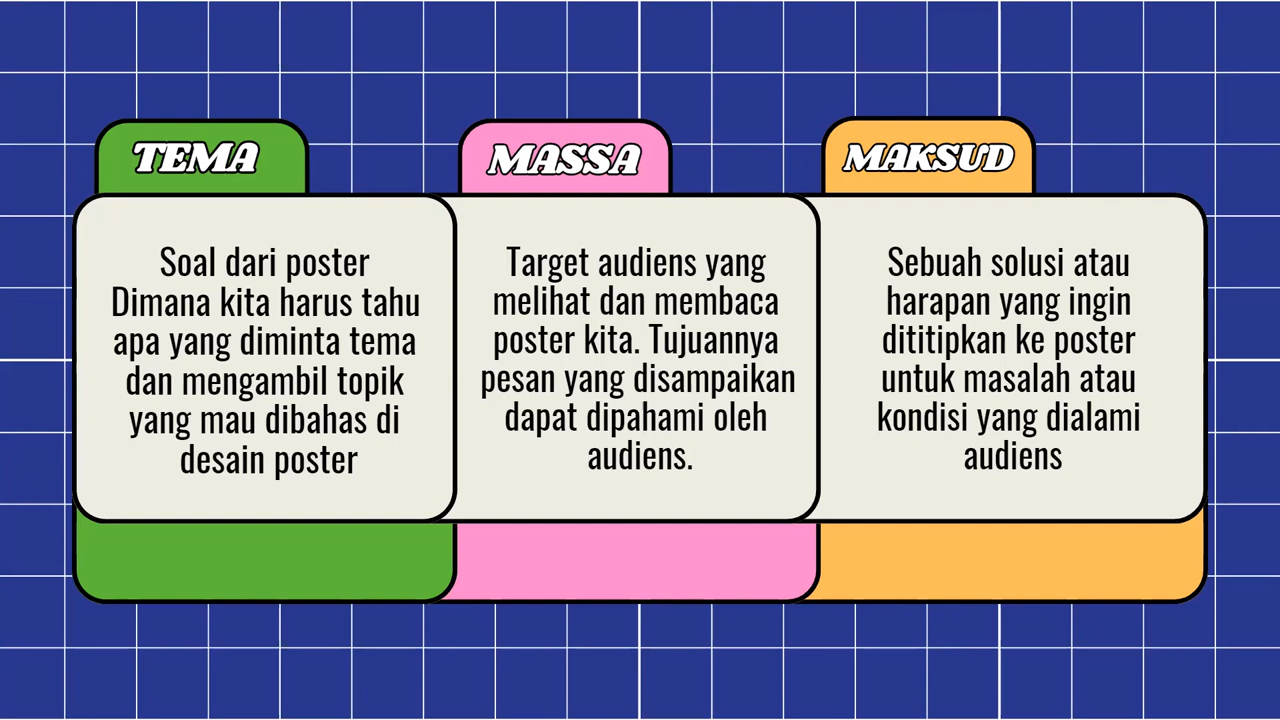 TEMA
Soal dari poster
Dimana kita harus tahu
apa yang diminta tema
dan mengambil topik
yang mau dibahas di
desain poster
MASSA
Target audiens yang
melihat dan membaca
poster kita. Tujuannya
pesan yang disampaikan
dapat dipahami oleh
audiens.
MAKSUD
Sebuah solusi atau
harapan yang ingin
dititipkan ke poster
untuk masalah atau
kondisi yang dialami
audiens